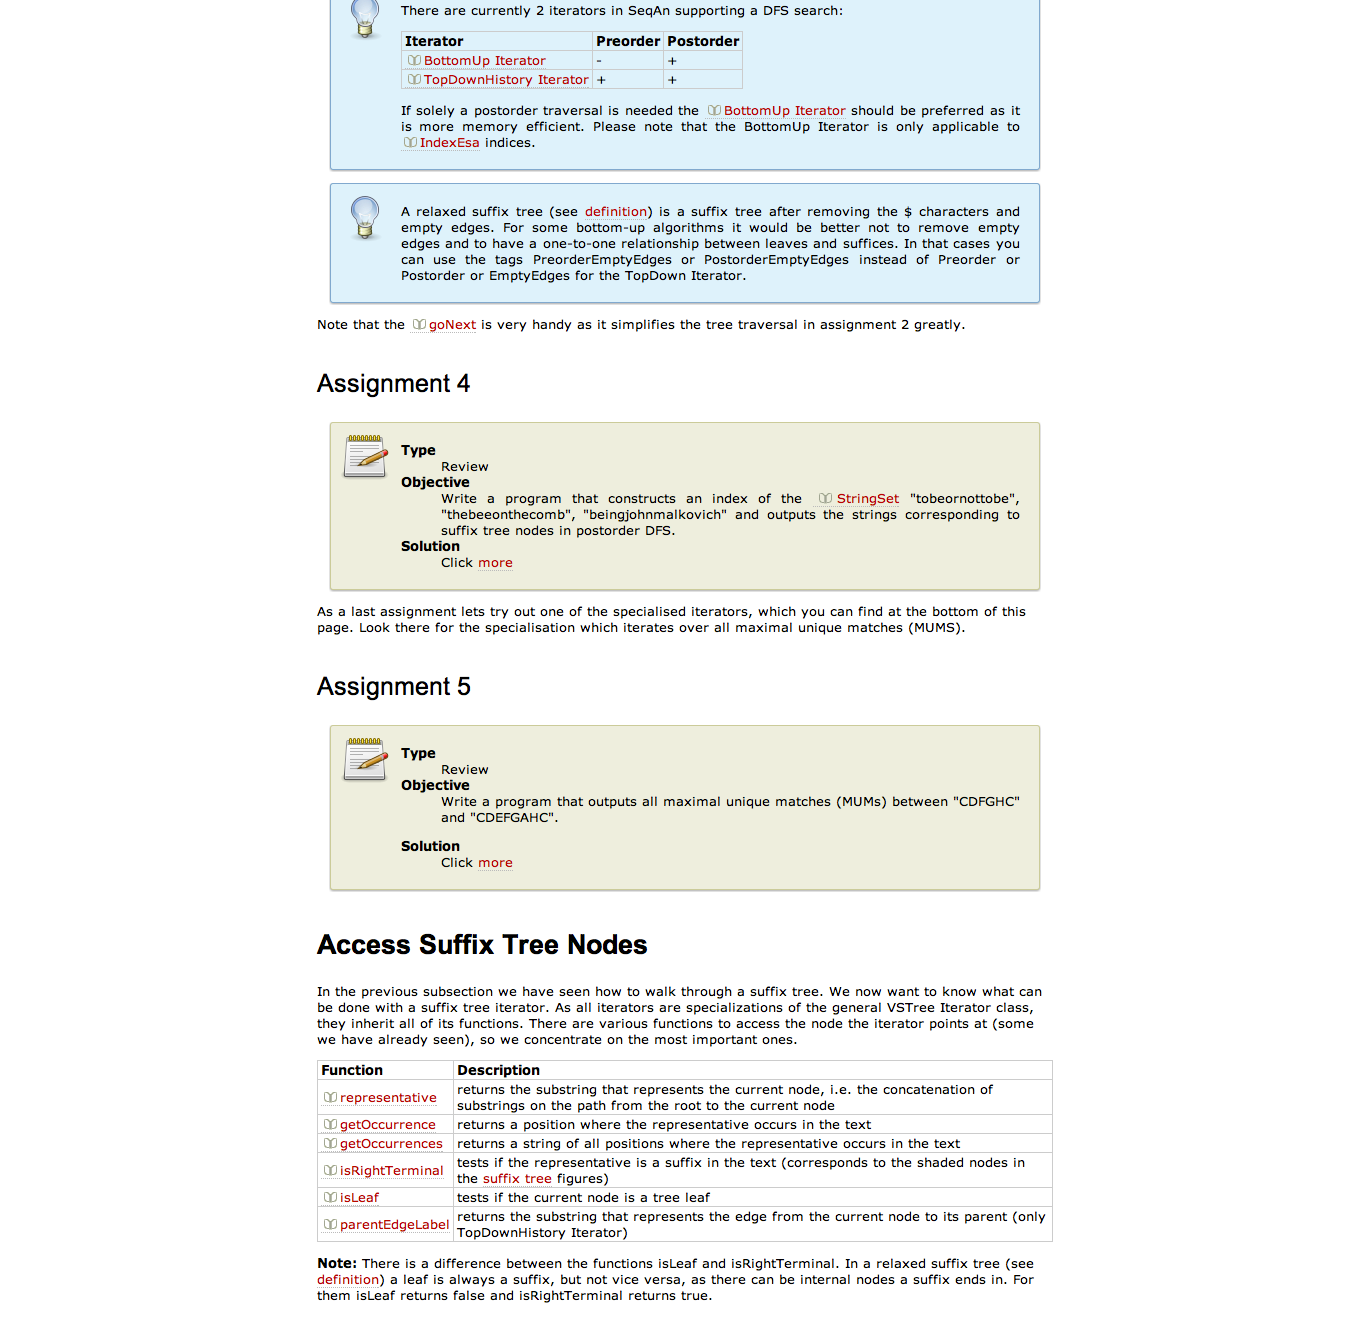 There are currently 2 iterators in SeqAn supporting a DFS search:
Iterator Preorder Postorder
BottomUp Iterator - +
TopDownHistory Iterator + +
If solely a postorder traversal is needed the BottomUp Iterator should be preferred as it
is more memory efficient. Please note that the BottomUp Iterator is only applicable to
IndexEsa indices.
A relaxed suffix tree (see definition) is a suffix tree after removing the $ characters and
empty edges. For some bottom-up algorithms it would be better not to remove empty
edges and to have a one-to-one relationship between leaves and suffices. In that cases you
can use the tags PreorderEmptyEdges or PostorderEmptyEdges instead of Preorder or
Postorder or EmptyEdges for the TopDown Iterator.
Note that the goNext is very handy as it simplifies the tree traversal in assignment 2 greatly.
Assignment 4
Type
Review
Objective
Write a program that constructs an index of the StringSet "tobeornottobe",
"thebeeonthecomb", "beingjohnmalkovich" and outputs the strings corresponding to
suffix tree nodes in postorder DFS.
Solution
Click more
As a last assignment lets try out one of the specialised iterators, which you can find at the bottom of this
page. Look there for the specialisation which iterates over all maximal unique matches (MUMS).
Assignment 5
Type
Review
Objective
Write a program that outputs all maximal unique matches (MUMs) between "CDFGHC"
and "CDEFGAHC".
Solution
Click more
Access Suffix Tree Nodes
In the previous subsection we have seen how to walk through a suffix tree. We now want to know what can
be done with a suffix tree iterator. As all iterators are specializations of the general VSTree Iterator class,
they inherit all of its functions. There are various functions to access the node the iterator points at (some
we have already seen), so we concentrate on the most important ones.
Function Description
representative returns the substring that represents the current node, i.e. the concatenation of
substrings on the path from the root to the current node
getOccurrence returns a position where the representative occurs in the text
getOccurrences returns a string of all positions where the representative occurs in the text
isRightTerminal tests if the representative is a suffix in the text (corresponds to the shaded nodes in
the suffix tree figures)
isLeaf tests if the current node is a tree leaf
parentEdgeLabel returns the substring that represents the edge from the current node to its parent (only
TopDownHistory Iterator)
Note: There is a difference between the functions isLeaf and isRightTerminal. In a relaxed suffix tree (see
definition) a leaf is always a suffix, but not vice versa, as there can be internal nodes a suffix ends in. For
them isLeaf returns false and isRightTerminal returns true.